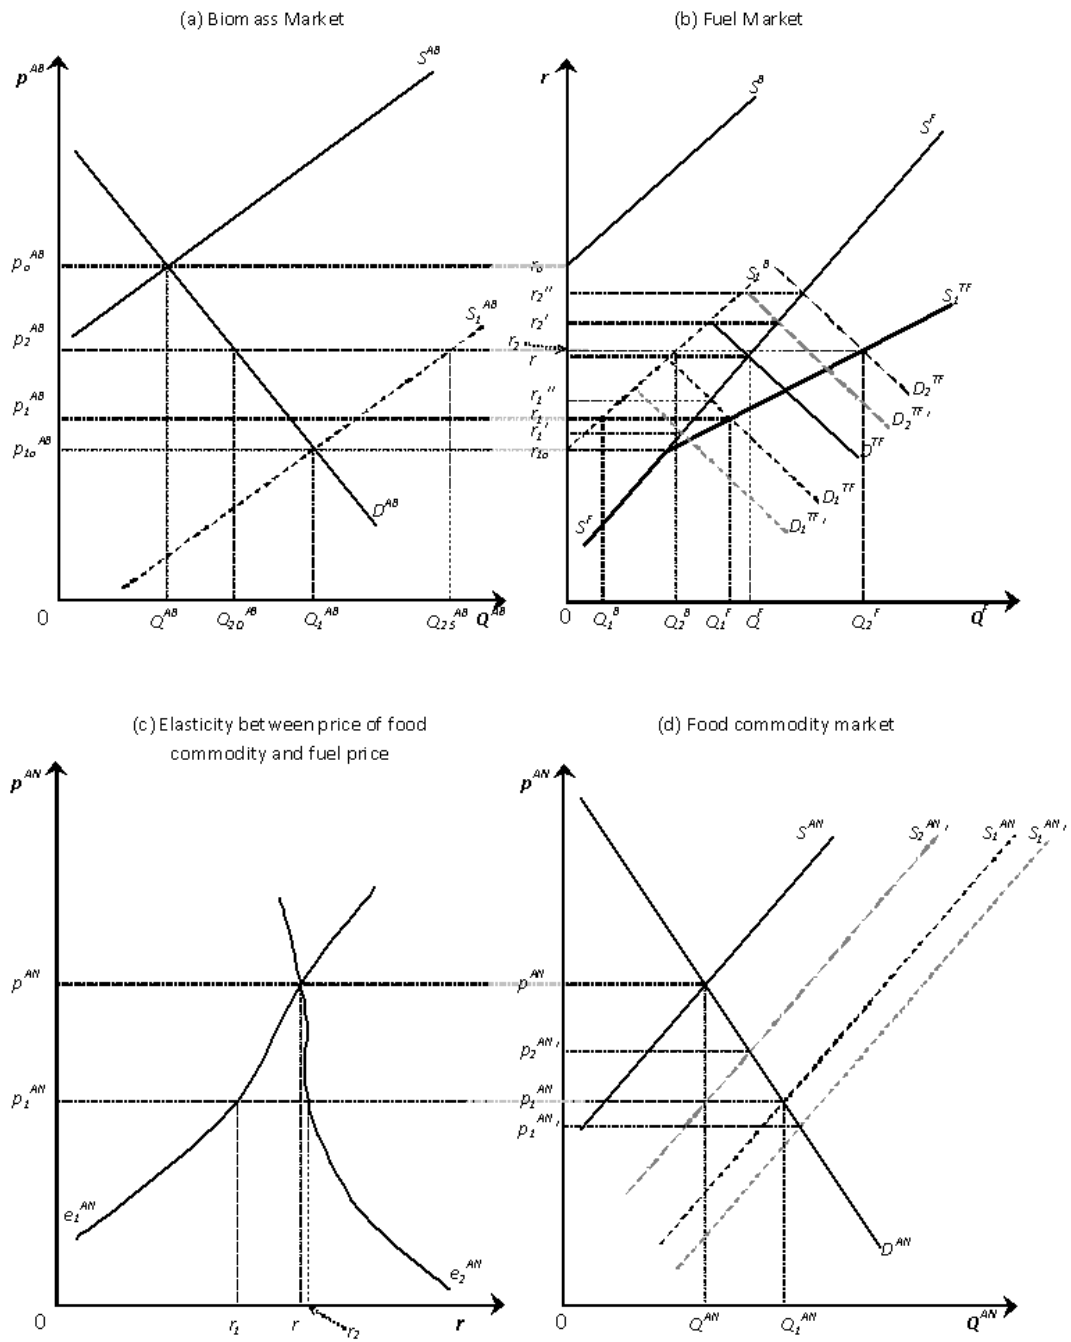 (a) Biomass Market
(b) Fuel Market
p^AB
S^AB
r
S^B
S^F
p_o^AB
r_o
S_1^B
S_1^TF
r_2''
p_2^AB
S_1^AB
r_2'
r_2
r
D_2^TF
p_1^AB
r_1''
D_2^TF'
r_1'
p_1o^AB
r_1
D^TF
r_1o
D^AB
D_1^TF
S^F
D_1^TF'
0
Q^AB
Q_2D^AB
Q_1^AB
Q_2S^AB
Q^AB
0
Q_1^B
Q_2^B
Q_1^F
Q^F
Q_2^F
Q^F
(c) Elasticity between price of food
commodity and fuel price
(d) Food commodity market
p^AN
p^AN
S^AN
S_2^AN'
S_1^AN
S_1^AN'
p^AN
p^AN
p_2^AN'
p_1^AN
p_1^AN
p_1^AN'
e_1^AN
e_2^AN
D^AN
0
r_1
r
r_2
r
0
Q^AN
Q_1^AN
Q^AN